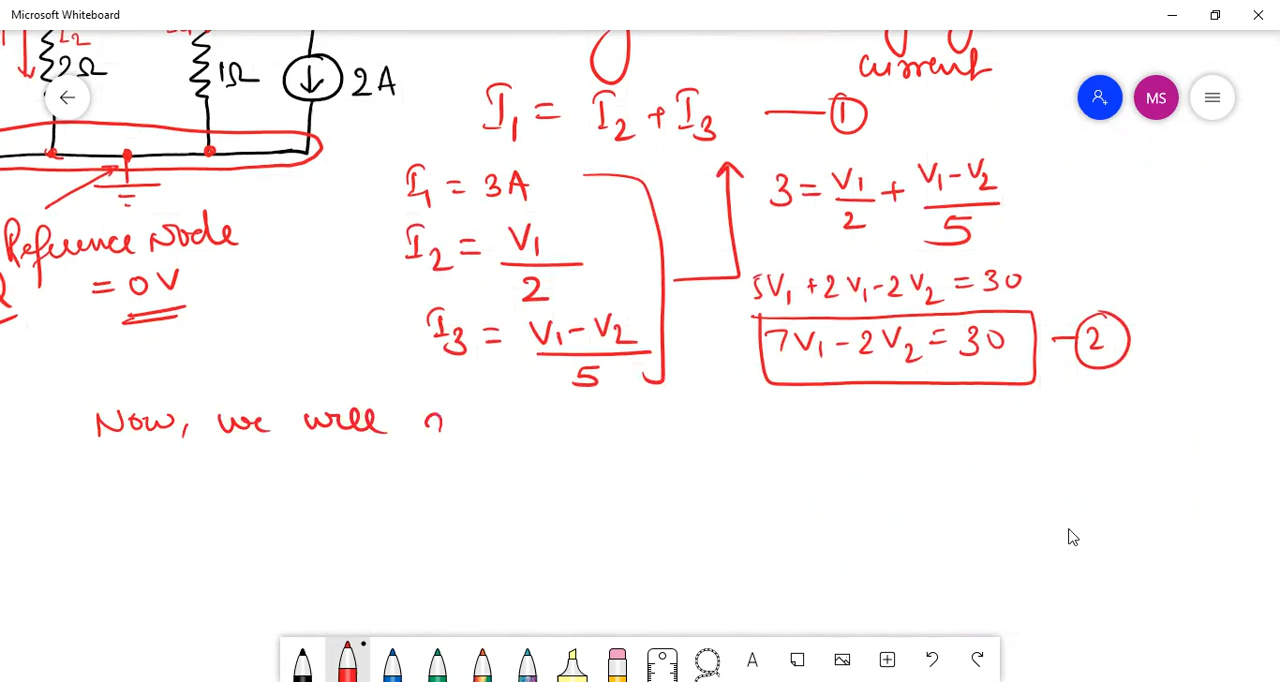 Microsoft Whiteboard
I2
2Ω
1Ω
2A
current
I1 = I2 + I3 — 1
I1 = 3A
3 = V1/2 + (V1-V2)/5
I2 = V1/2
Reference Node
= 0V
5V1 + 2V1 - 2V2 = 30
I3 = (V1-V2)/5
7V1 - 2V2 = 30 — 2
Now, we will
MS
A